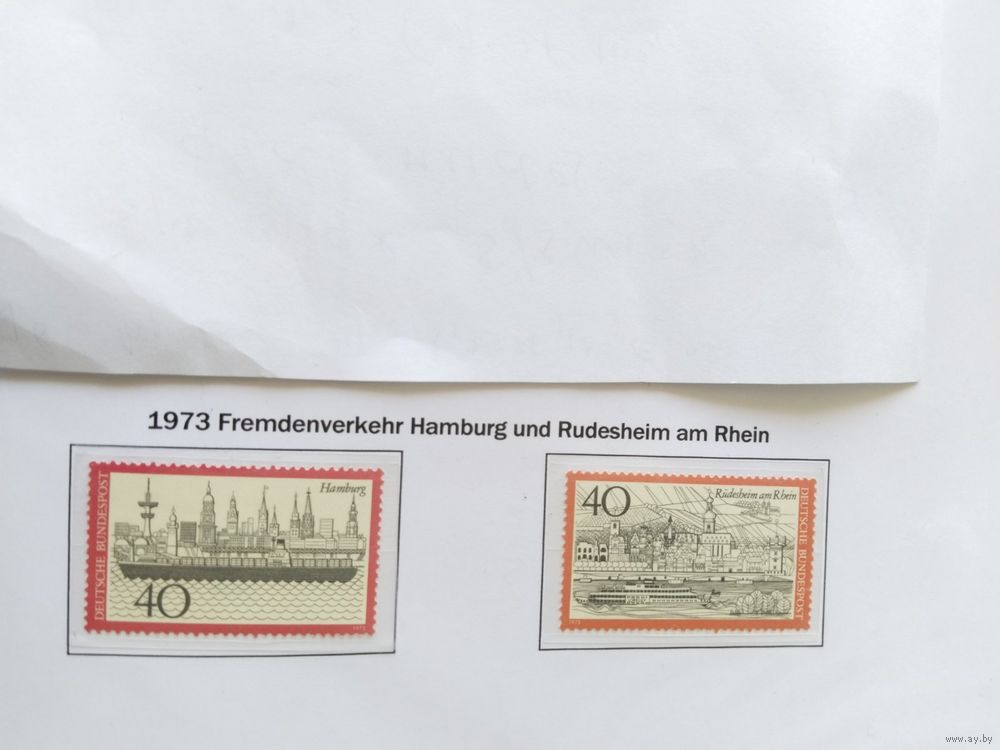 1973 Fremdenverkehr Hamburg und Rudesheim am Rhein
DEUTSCHE BUNDESPOST
Hamburg
40
1973
40
Rüdesheim am Rhein
DEUTSCHE BUNDESPOST
1973
www.ay.by